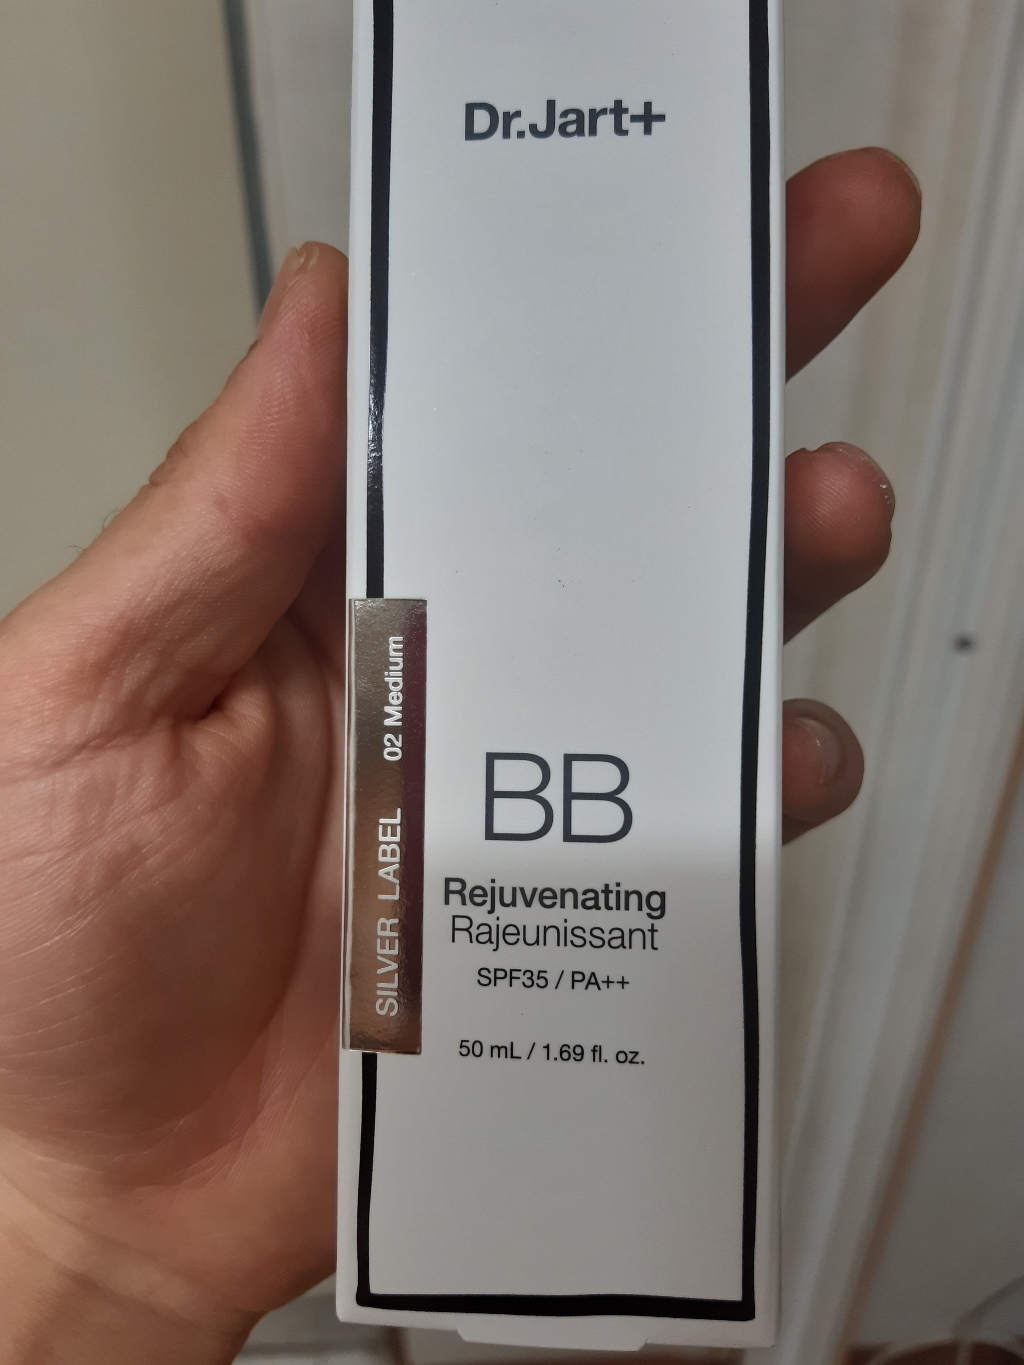 Dr.Jart+
SILVER LABEL 02 Medium
BB
Rejuvenating
Rajeunissant
SPF35 / PA++
50 mL / 1.69 fl. oz.